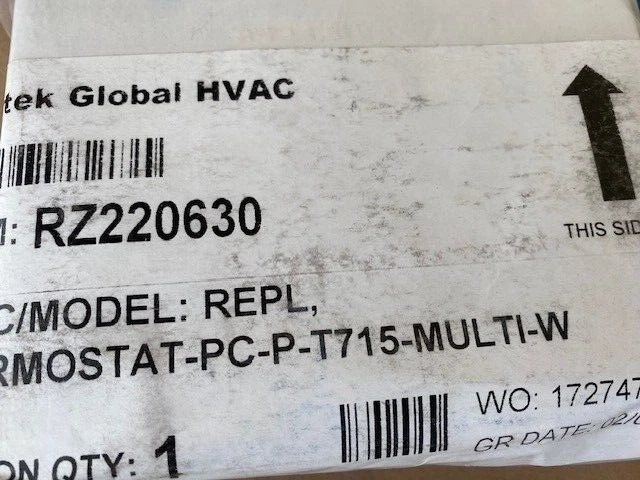 tek Global HVAC
M: RZ220630
THIS SID
C/MODEL: REPL,
RMOSTAT-PC-P-T715-MULTI-W
WO: 172747
ON QTY: 1
GR DATE: 02/0